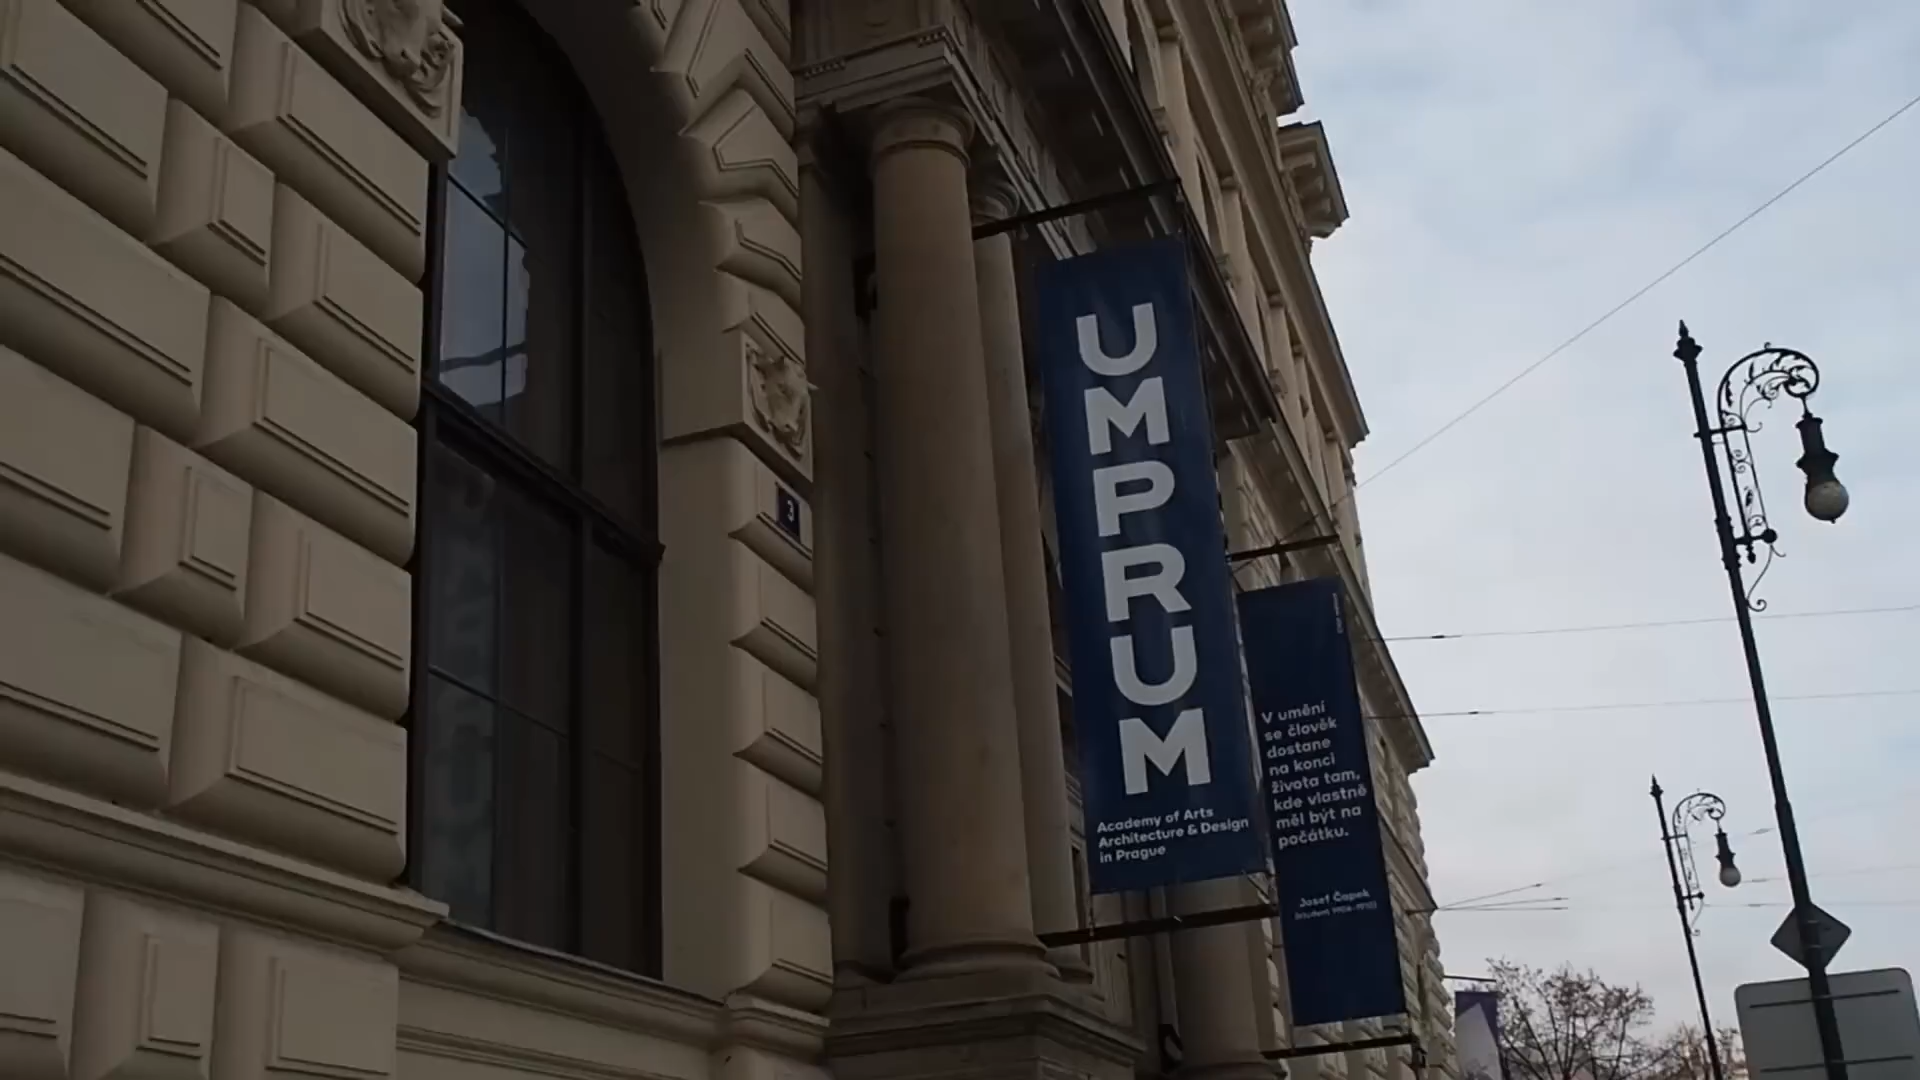 3
UMPRUM
Academy of Arts
Architecture & Design
in Prague
V umění
se člověk
dostane
na konci
života tam,
kde vlastně
měl být na
počátku.
Josef Čapek